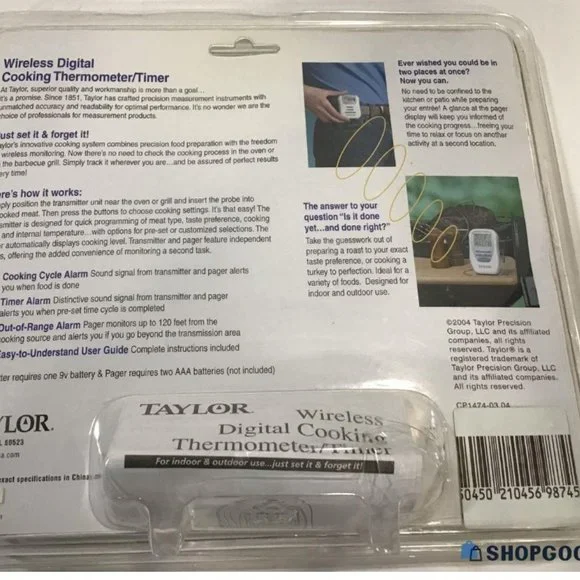 Wireless Digital
Cooking Thermometer/Timer
At Taylor, superior quality and workmanship is more than a goal...
it's a promise. Since 1851, Taylor has crafted precision measurement instruments with
unmatched accuracy and readability for optimal performance. It's no wonder we are the
choice of professionals for measurement products.
ust set it & forget it!
aylor's innovative cooking system combines precision food preparation with the freedom
wireless monitoring. Now there's no need to check the cooking process in the oven or
the barbecue grill. Simply track it wherever you are...and be assured of perfect results
ery time!
re's how it works:
ply position the transmitter unit near the oven or grill and insert the probe into
ooked meat. Then press the buttons to choose cooking settings. It's that easy! The
smitter is designed for quick programming of meat type, taste preference, cooking
and internal temperature...with options for pre-set or customized selections. The
r automatically displays cooking level. Transmitter and pager feature independent
s, offering the added convenience of monitoring a second task.
Cooking Cycle Alarm Sound signal from transmitter and pager alerts
you when food is done
Timer Alarm Distinctive sound signal from transmitter and pager
alerts you when pre-set time cycle is completed
Out-of-Range Alarm Pager monitors up to 120 feet from the
cooking source and alerts you if you go beyond the transmission area
Easy-to-Understand User Guide Complete instructions included
tter requires one 9v battery & Pager requires two AAA batteries (not included)
Ever wished you could be in
two places at once?
Now you can.
No need to be confined to the
kitchen or patio while preparing
your entrée! A glance at the pager
display will keep you informed of
the cooking progress...freeing your
time to relax or focus on another
activity at a second location.
The answer to your
question "Is it done
yet...and done right?"
Take the guesswork out of
preparing a roast to your exact
taste preference, or cooking a
turkey to perfection. Ideal for a
variety of foods. Designed for
indoor and outdoor use.
©2004 Taylor Precision
Group, LLC and its affiliated
companies, all rights
reserved. Taylor® is a
registered trademark of
Taylor Precision Group, LLC
and its affiliated companies.
All rights reserved.
CP1474-03 04
YLOR.
L 60523
a.com
exact specifications in China
TAYLOR
Wireless
Digital Cooking
Thermometer/Timer
For indoor & outdoor use...just set it & forget it!
50450 210456 98745
SHOPGOO